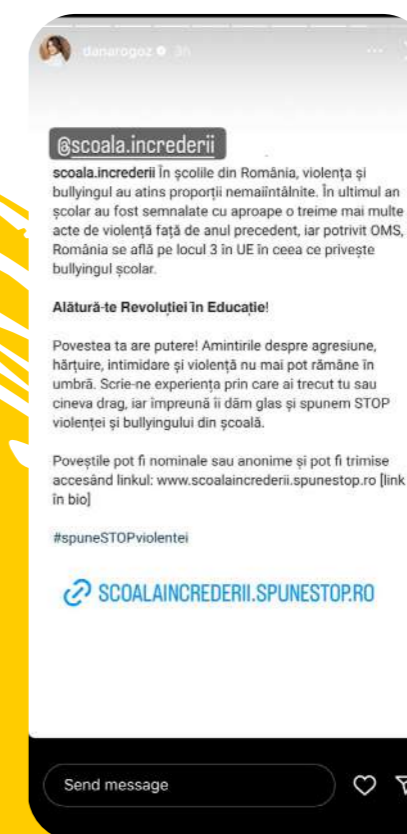 danarogoz 3h
@scoala.increderii
scoala.increderii În școlile din România, violența și
bullyingul au atins proporții nemaiîntâlnite. În ultimul an
școlar au fost semnalate cu aproape o treime mai multe
acte de violență față de anul precedent, iar potrivit OMS,
România se află pe locul 3 în UE în ceea ce privește
bullyingul școlar.
Alătură-te Revoluției în Educație!
Povestea ta are putere! Amintirile despre agresiune,
hărțuire, intimidare și violență nu mai pot rămâne în
umbră. Scrie-ne experiența prin care ai trecut tu sau
cineva drag, iar împreună îi dăm glas și spunem STOP
violenței și bullyingului din școală.
Poveștile pot fi nominale sau anonime și pot fi trimise
accesând linkul: www.scoalaincrederii.spunestop.ro [link
în bio]
#spuneSTOPviolentei
SCOALAINCREDERII.SPUNESTOP.RO
Send message